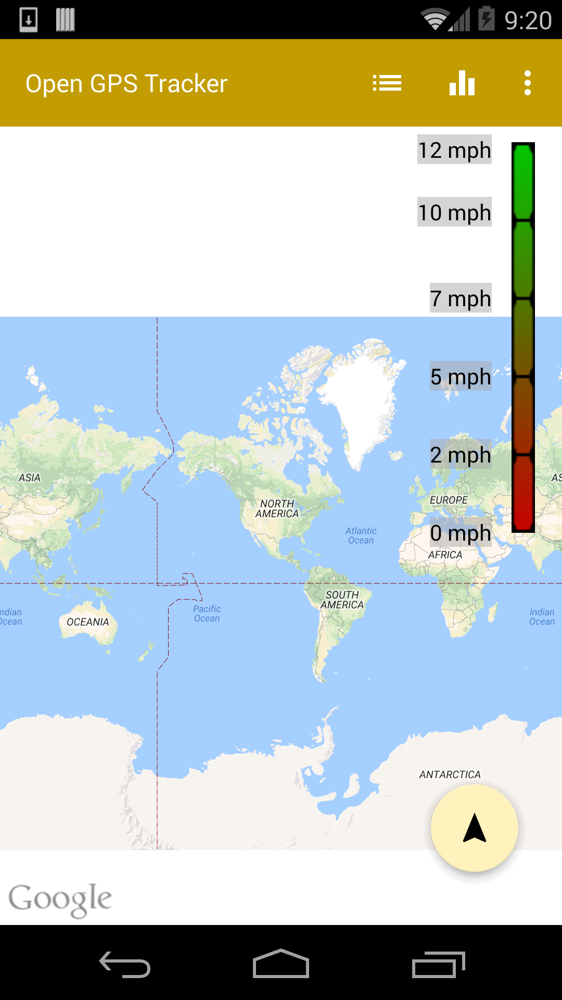 9:20
Open GPS Tracker
12 mph
10 mph
7 mph
5 mph
2 mph
0 mph
ASIA
AS
NORTH
AMERICA
EUROPE
Atlantic
Ocean
AFRICA
SOUTH
AMERICA
Pacific
Ocean
ndian
Ocean
OCEANIA
Indian
Ocean
ANTARCTICA
Google